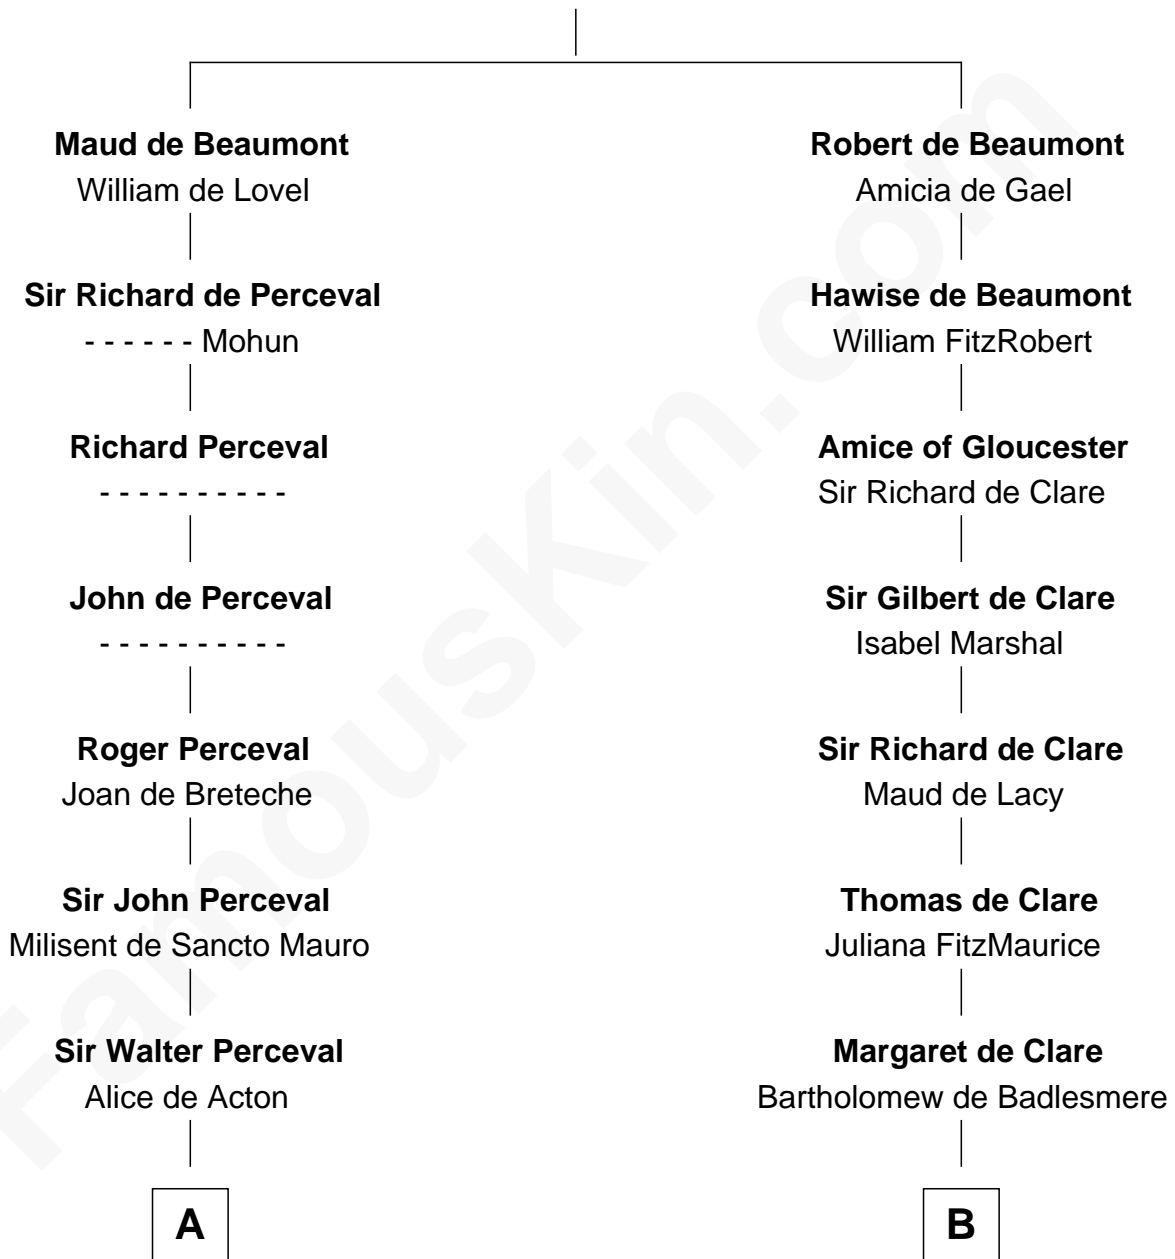 Maud de Beaumont
William de Lovel
Sir Richard de Perceval
- - - - - - Mohun
Richard Perceval
- - - - - - - - - -
John de Perceval
- - - - - - - - - -
Roger Perceval
Joan de Breteche
Sir John Perceval
Milisent de Sancto Mauro
Sir Walter Perceval
Alice de Acton
A
Robert de Beaumont
Amicia de Gael
Hawise de Beaumont
William FitzRobert
Amice of Gloucester
Sir Richard de Clare
Sir Gilbert de Clare
Isabel Marshal
Sir Richard de Clare
Maud de Lacy
Thomas de Clare
Juliana FitzMaurice
Margaret de Clare
Bartholomew de Badlesmere
B
FamousKin.com